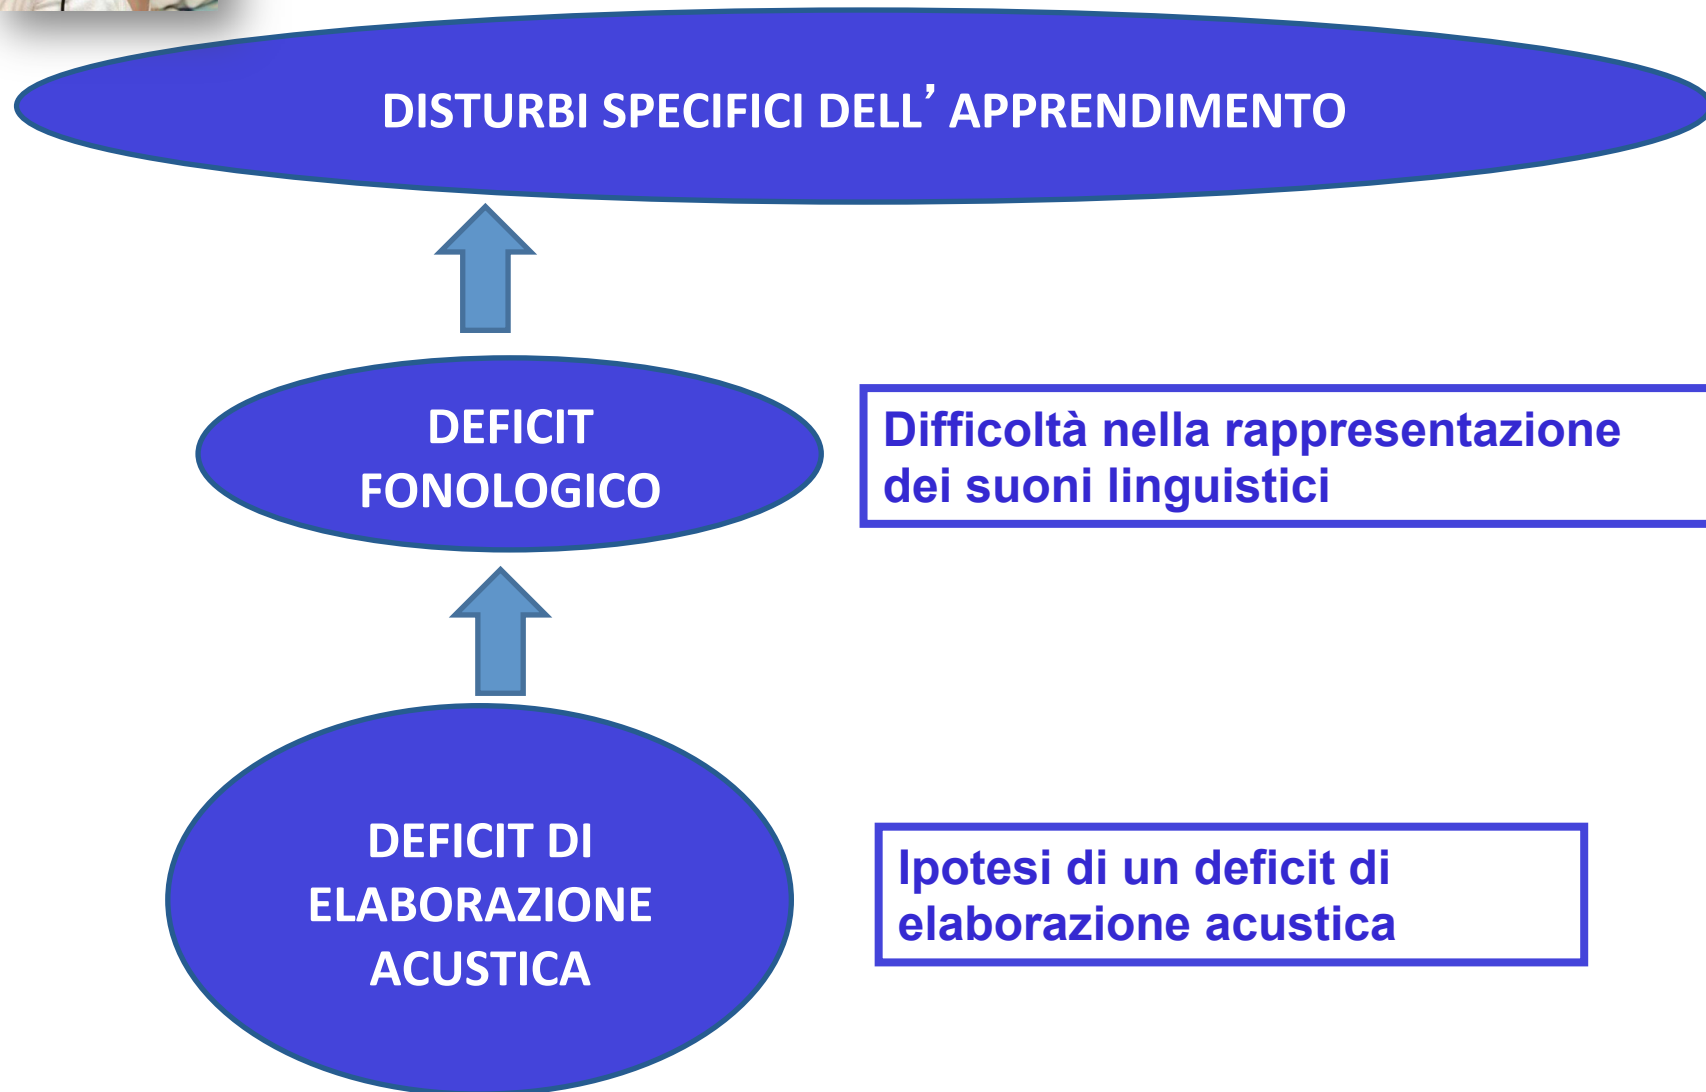 DISTURBI SPECIFICI DELL’ APPRENDIMENTO
DEFICIT
FONOLOGICO
Difficoltà nella rappresentazione
dei suoni linguistici
DEFICIT DI
ELABORAZIONE
ACUSTICA
Ipotesi di un deficit di
elaborazione acustica